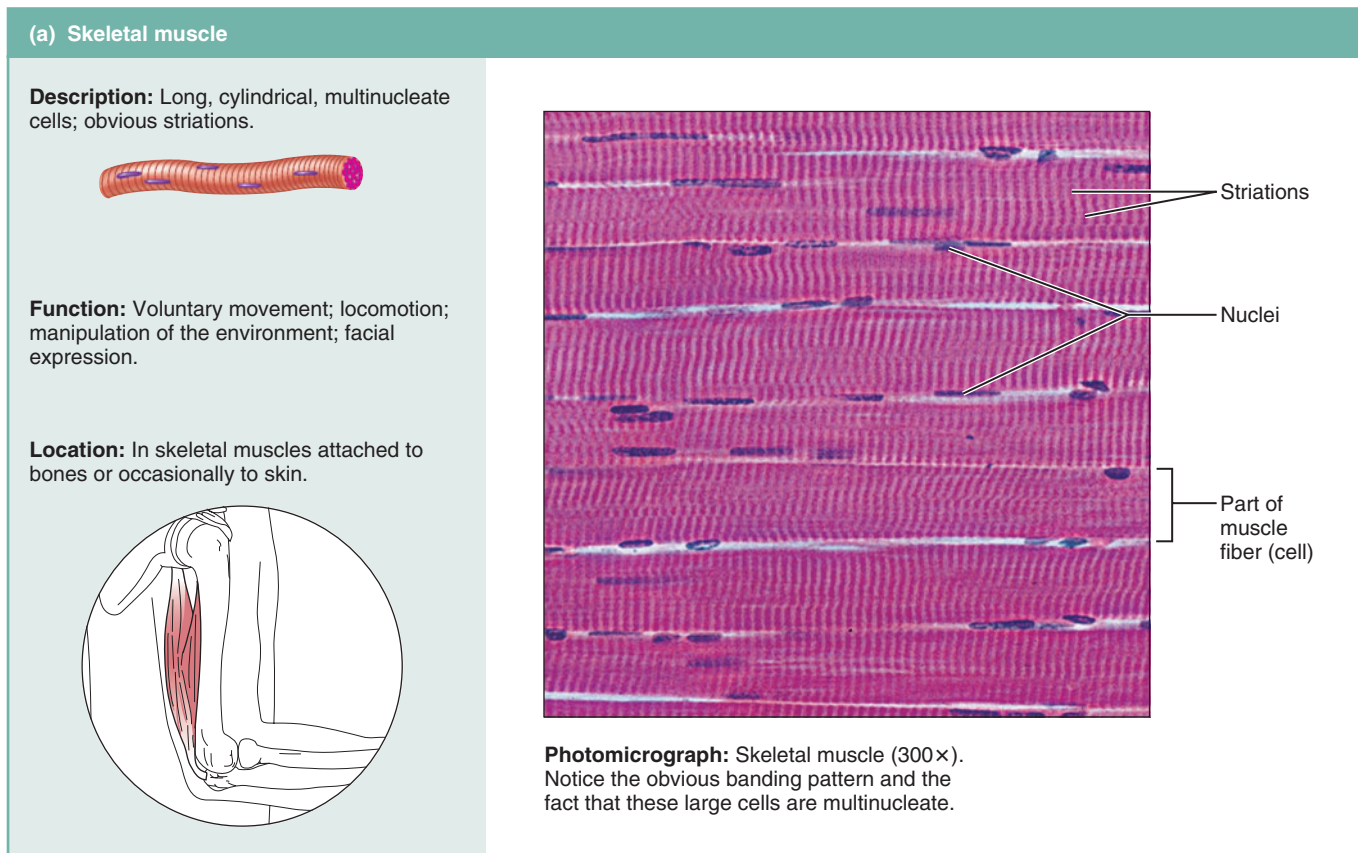 (a) Skeletal muscle
Description: Long, cylindrical, multinucleate
cells; obvious striations.
Function: Voluntary movement; locomotion;
manipulation of the environment; facial
expression.
Location: In skeletal muscles attached to
bones or occasionally to skin.
Striations
Nuclei
Part of
muscle
fiber (cell)
Photomicrograph: Skeletal muscle (300×).
Notice the obvious banding pattern and the
fact that these large cells are multinucleate.